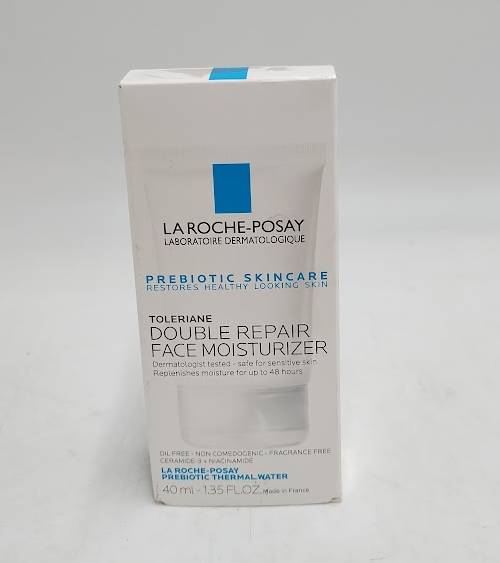 LA ROCHE-POSAY
LABORATOIRE DERMATOLOGIQUE
PREBIOTIC SKINCARE
RESTORES HEALTHY LOOKING SKIN
TOLERIANE
DOUBLE REPAIR
FACE MOISTURIZER
Dermatologist tested - safe for sensitive skin
Replenishes moisture for up to 48 hours
OIL FREE - NON COMEDOGENIC - FRAGRANCE FREE
CERAMIDE-3 + NIACINAMIDE
LA ROCHE-POSAY
PREBIOTIC THERMAL WATER
40 ml - 1.35 FL.OZ. Made in France